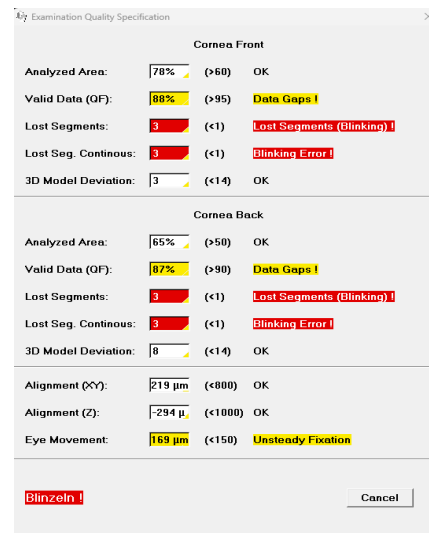 Examination Quality Specification
Cornea Front
Analyzed Area: 78% (>60) OK
Valid Data (QF): 88% (>95) Data Gaps !
Lost Segments: 3 (<1) Lost Segments (Blinking) !
Lost Seg. Continous: 3 (<1) Blinking Error !
3D Model Deviation: 3 (<14) OK
Cornea Back
Analyzed Area: 65% (>50) OK
Valid Data (QF): 87% (>90) Data Gaps !
Lost Segments: 3 (<1) Lost Segments (Blinking) !
Lost Seg. Continous: 3 (<1) Blinking Error !
3D Model Deviation: 8 (<14) OK
Alignment (XY): 219 µm (<800) OK
Alignment (Z): -294 µ (<1000) OK
Eye Movement: 169 µm (<150) Unsteady Fixation
Blinzeln ! Cancel